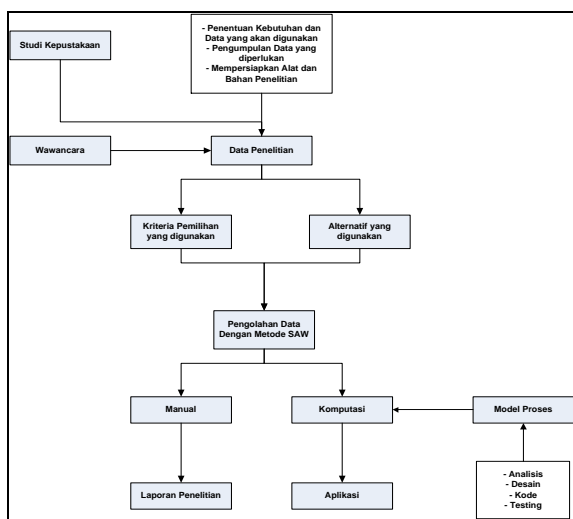 - Penentuan Kebutuhan dan
Data yang akan digunakan
- Pengumpulan Data yang
diperlukan
- Mempersiapkan Alat dan
Bahan Penelitian
Studi Kepustakaan
Wawancara
Data Penelitian
Kriteria Pemilihan
yang digunakan
Alternatif yang
digunakan
Pengolahan Data
Dengan Metode SAW
Manual
Komputasi
Model Proses
Laporan Penelitian
Aplikasi
- Analisis
- Desain
- Kode
- Testing